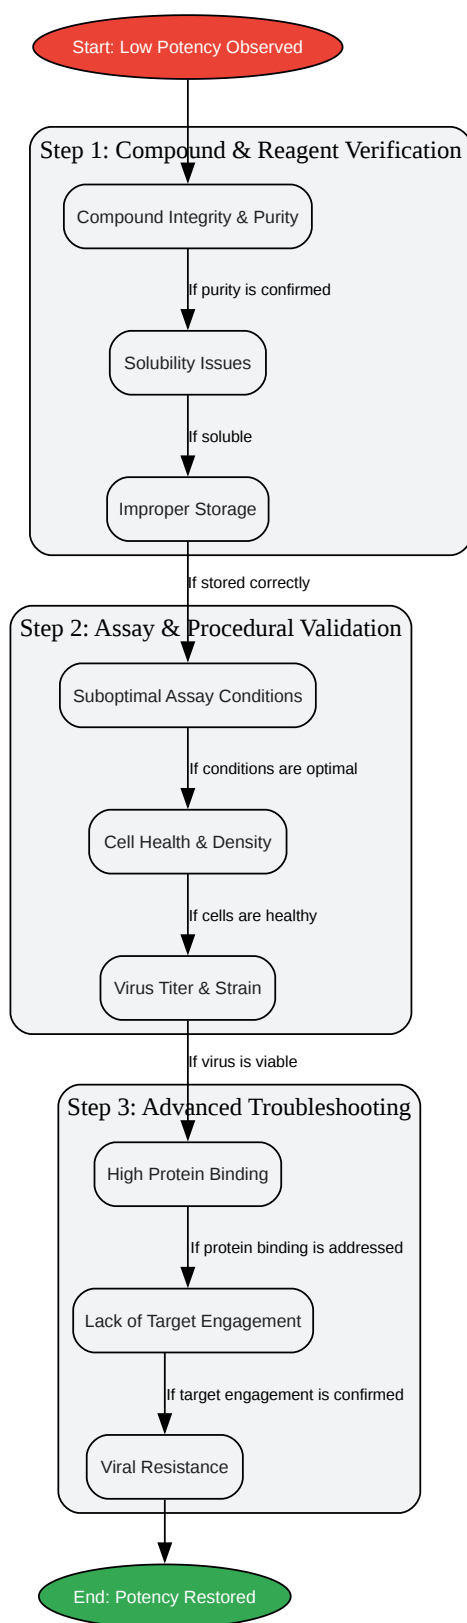 Start: Low Potency Observed
Step 1: Compound & Reagent Verification
Compound Integrity & Purity
If purity is confirmed
Solubility Issues
If soluble
Improper Storage
If stored correctly
Step 2: Assay & Procedural Validation
Suboptimal Assay Conditions
If conditions are optimal
Cell Health & Density
If cells are healthy
Virus Titer & Strain
If virus is viable
Step 3: Advanced Troubleshooting
High Protein Binding
If protein binding is addressed
Lack of Target Engagement
If target engagement is confirmed
Viral Resistance
End: Potency Restored